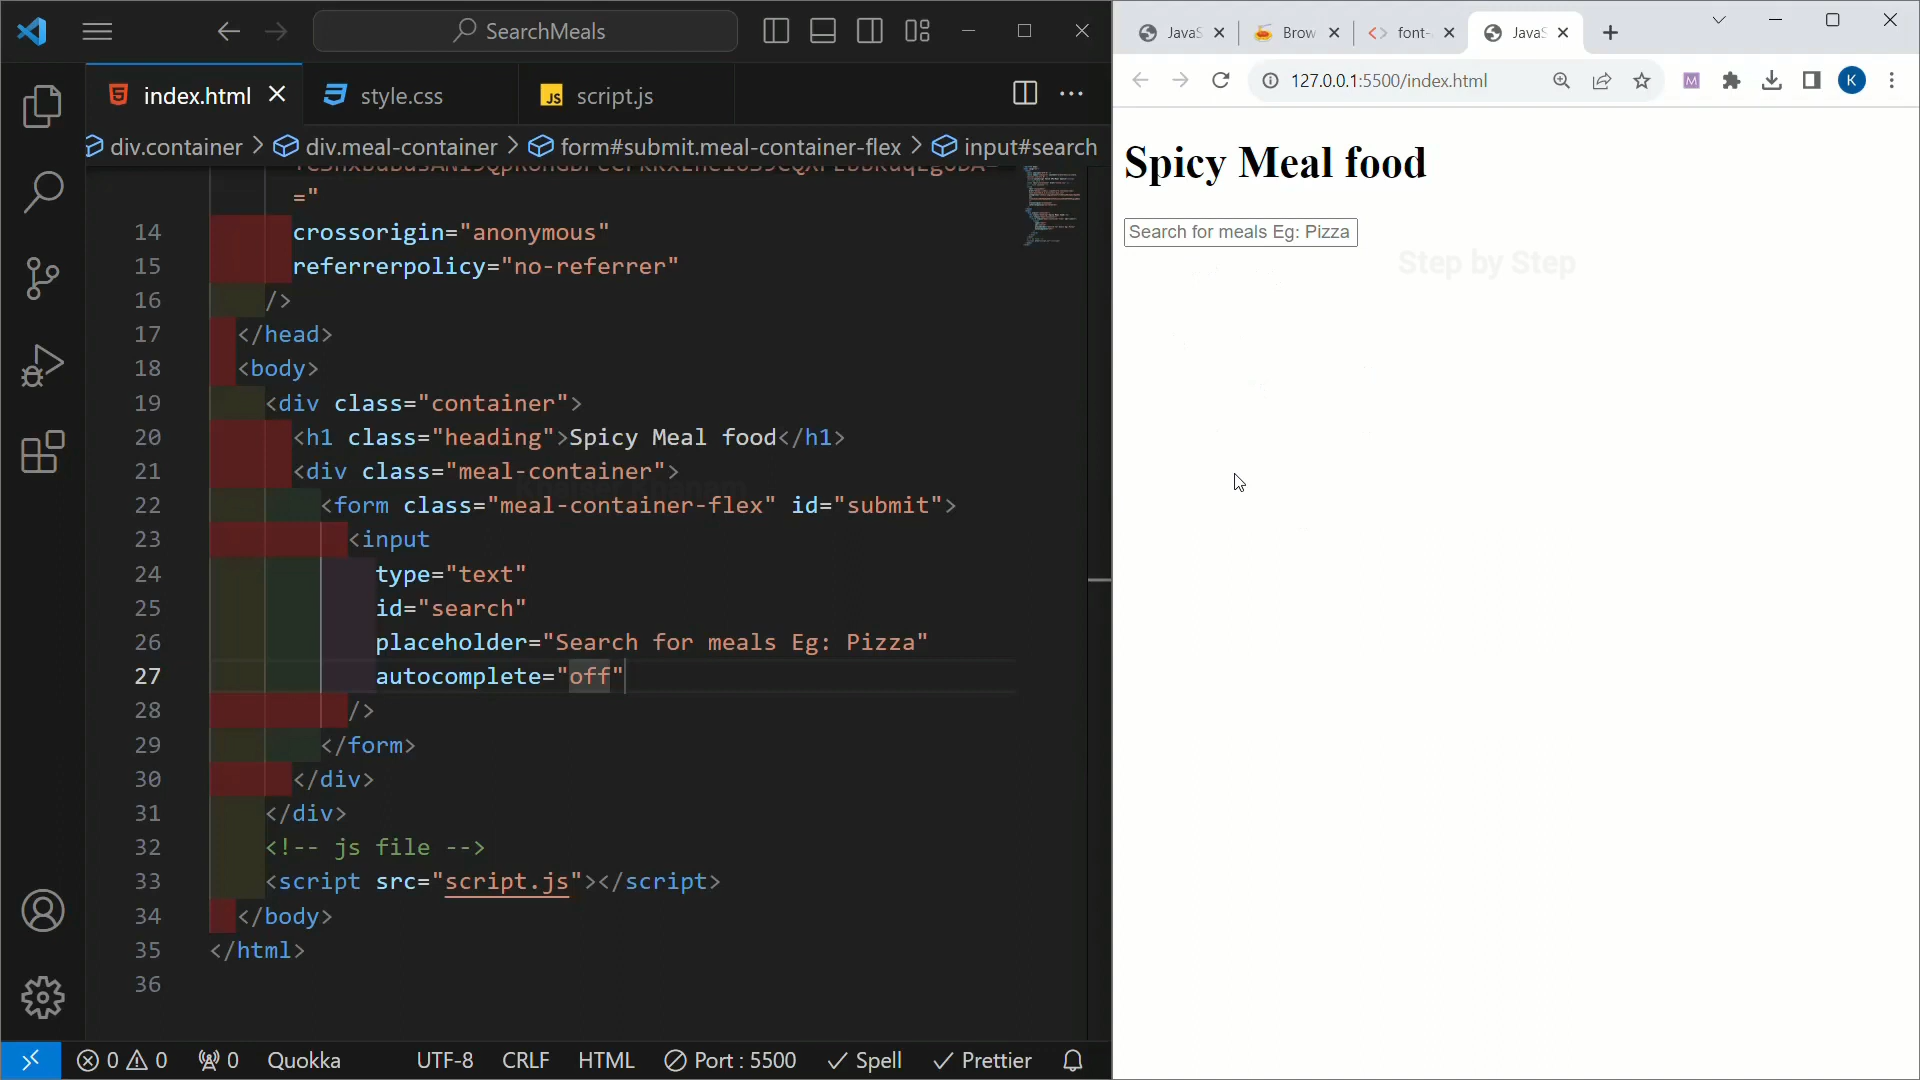 SearchMeals
index.html
style.css
script.js
div.container > div.meal-container > form#submit.meal-container-flex > input#search
="
14 crossorigin="anonymous"
15 referrerpolicy="no-referrer"
16 />
17 </head>
18 <body>
19 <div class="container">
20 <h1 class="heading">Spicy Meal food</h1>
21 <div class="meal-container">
22 <form class="meal-container-flex" id="submit">
23 <input
24 type="text"
25 id="search"
26 placeholder="Search for meals Eg: Pizza"
27 autocomplete="off"
28 />
29 </form>
30 </div>
31 </div>
32 <!-- js file -->
33 <script src="script.js"></script>
34 </body>
35 </html>
36
0 0 0 Quokka UTF-8 CRLF HTML Port : 5500 Spell Prettier
JavaS Brow font- JavaS
127.0.0.1:5500/index.html
K
Spicy Meal food
Search for meals Eg: Pizza
Step by Step